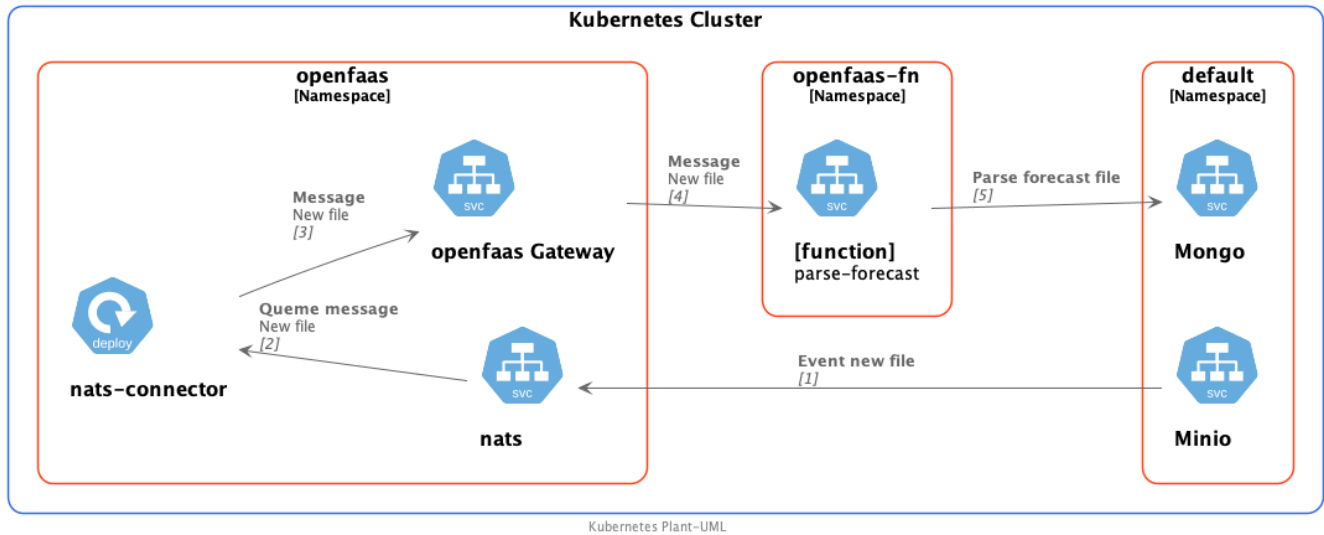 Kubernetes Cluster
openfaas
[Namespace]
openfaas-fn
[Namespace]
default
[Namespace]
svc
openfaas Gateway
Message
New file
[4]
svc
[function]
parse-forecast
Parse forecast file
[5]
svc
Mongo
Message
New file
[3]
deploy
nats-connector
Queme message
New file
[2]
svc
nats
Event new file
[1]
svc
Minio
Kubernetes Plant-UML